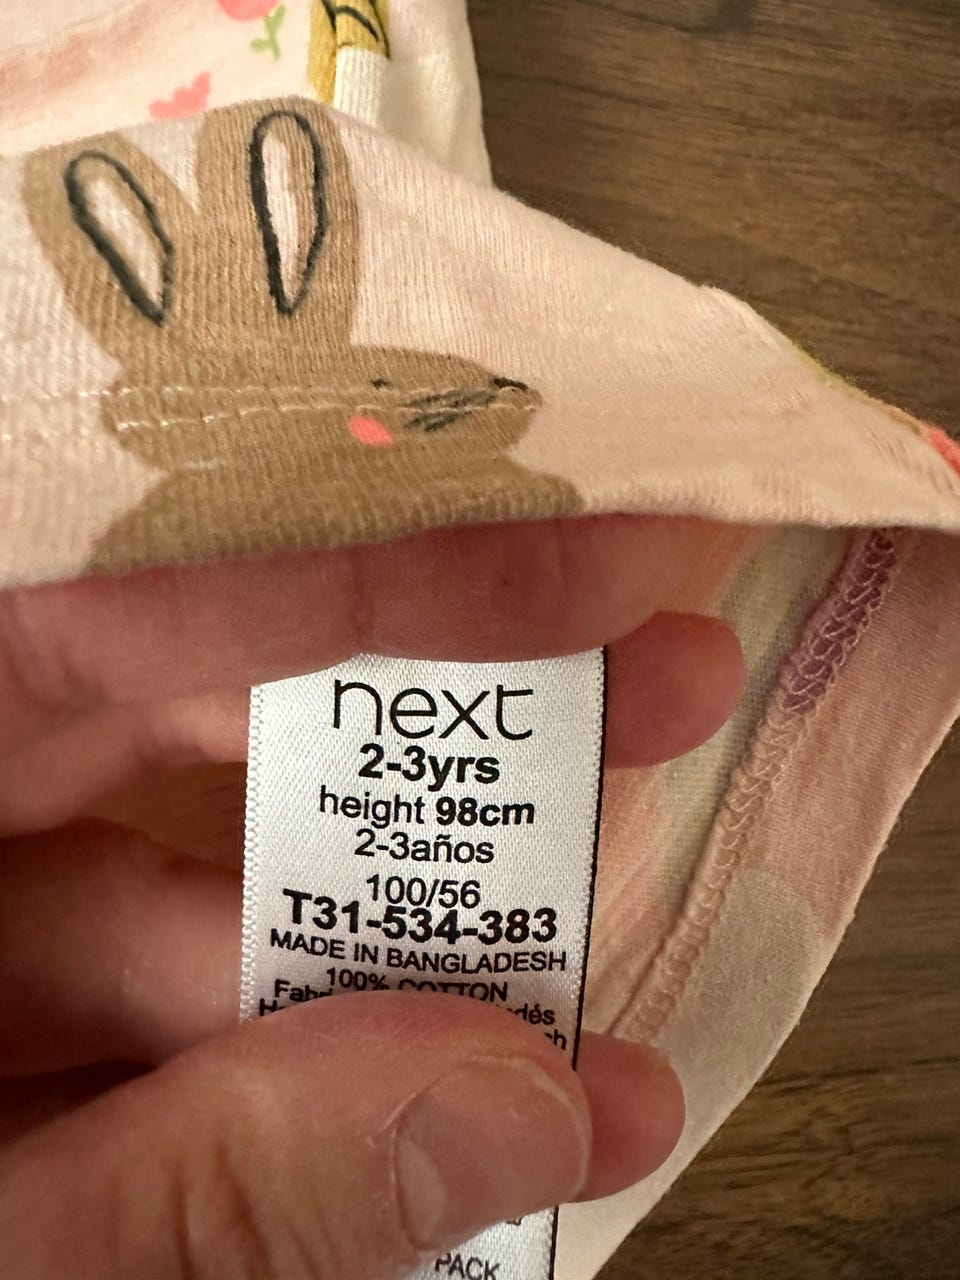 next
2-3yrs
height 98cm
2-3años
100/56
T31-534-383
MADE IN BANGLADESH
100% COTTON
PACK